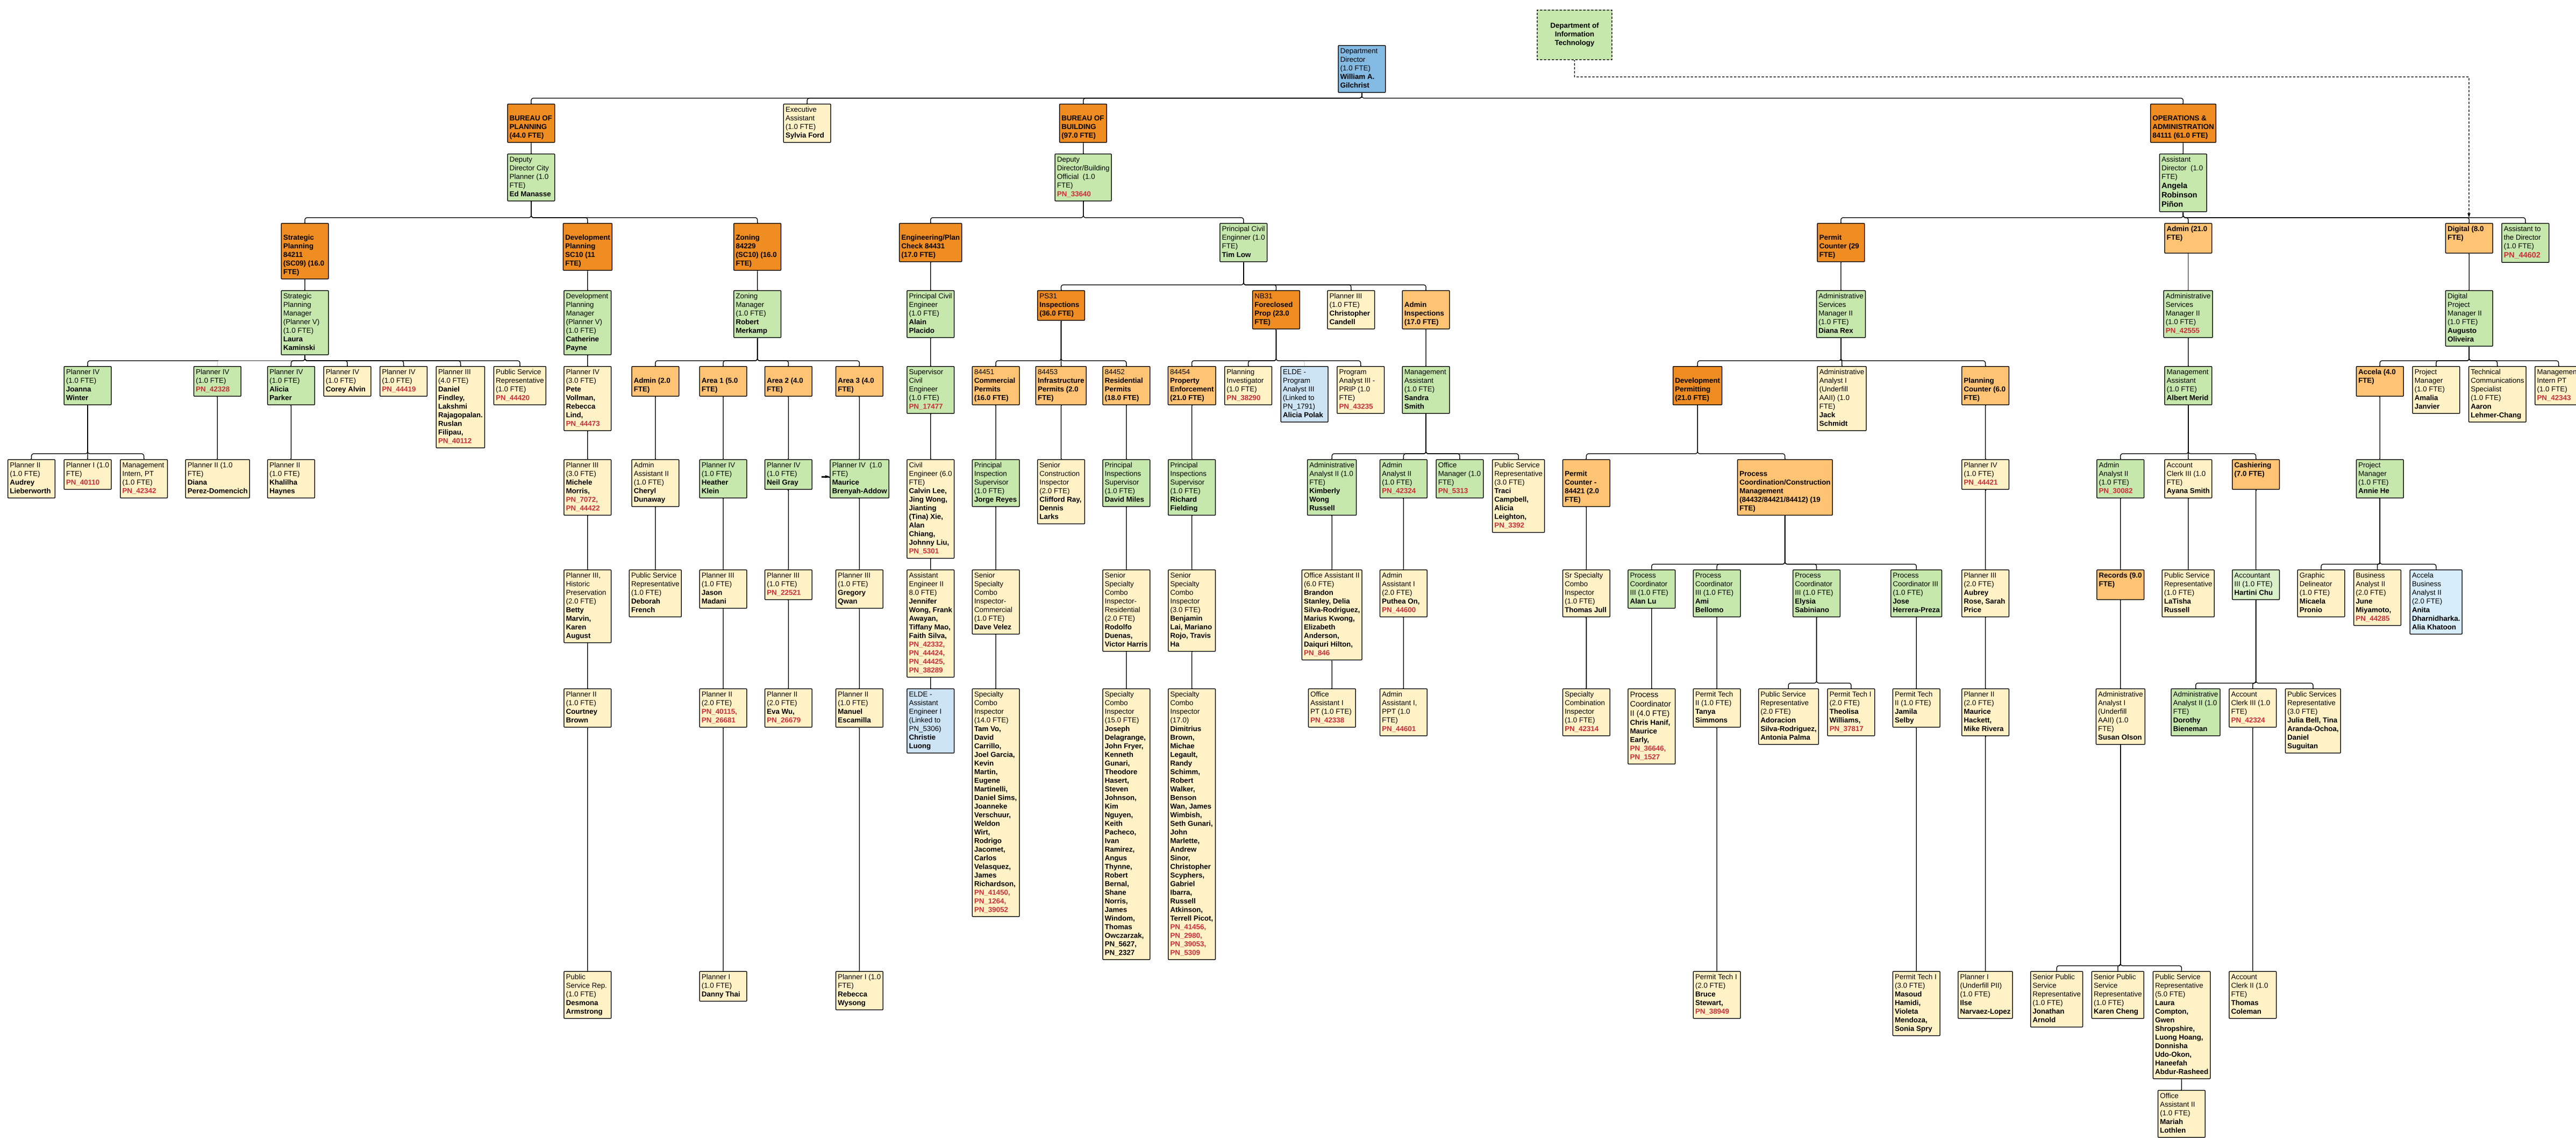 Department of
Information
Technology
Department
Director
(1.0 FTE)
William A.
Gilchrist
BUREAU OF
PLANNING
(44.0 FTE)
Executive
Assistant
(1.0 FTE)
Sylvia Ford
BUREAU OF
BUILDING
(97.0 FTE)
OPERATIONS &
ADMINISTRATION
84111 (61.0 FTE)
Deputy
Director City
Planner (1.0
FTE)
Ed Manasse
Deputy
Director/Building
Official (1.0
FTE)
PN_33640
Assistant
Director (1.0
FTE)
Angela
Robinson
Piñon
Strategic
Planning
84211
(SC09) (16.0
FTE)
Development
Planning
SC10 (11
FTE)
Zoning
84229
(SC10) (16.0
FTE)
Engineering/Plan
Check 84431
(17.0 FTE)
Principal Civil
Enginner (1.0
FTE)
Tim Low
Permit
Counter (29
FTE)
Admin (21.0
FTE)
Digital (8.0
FTE)
Assistant to
the Director
(1.0 FTE)
PN_44602
Strategic
Planning
Manager
(Planner V)
(1.0 FTE)
Laura
Kaminski
Development
Planning
Manager
(Planner V)
(1.0 FTE)
Catherine
Payne
Zoning
Manager
(1.0 FTE)
Robert
Merkamp
Principal Civil
Engineer
(1.0 FTE)
Alain
Placido
PS31
Inspections
(36.0 FTE)
NB31
Foreclosed
Prop (23.0
FTE)
Planner III
(1.0 FTE)
Christopher
Candell
Admin
Inspections
(17.0 FTE)
Administrative
Services
Manager II
(1.0 FTE)
Diana Rex
Administrative
Services
Manager II
(1.0 FTE)
PN_42555
Digital
Project
Manager II
(1.0 FTE)
Augusto
Oliveira
Planner IV
(1.0 FTE)
Joanna
Winter
Planner IV
(1.0 FTE)
PN_42328
Planner IV
(1.0 FTE)
Alicia
Parker
Planner IV
(1.0 FTE)
Corey Alvin
Planner IV
(1.0 FTE)
PN_44419
Planner III
(4.0 FTE)
Daniel
Findley,
Lakshmi
Rajagopalan.
Ruslan
Filipau,
PN_40112
Public Service
Representative
(1.0 FTE)
PN_44420
Planner IV
(3.0 FTE)
Pete
Vollman,
Rebecca
Lind,
PN_44473
Admin (2.0
FTE)
Area 1 (5.0
FTE)
Area 2 (4.0
FTE)
Area 3 (4.0
FTE)
Supervisor
Civil
Engineer
(1.0 FTE)
PN_17477
84451
Commercial
Permits
(16.0 FTE)
84453
Infrastructure
Permits (2.0
FTE)
84452
Residential
Permits
(18.0 FTE)
84454
Property
Enforcement
(21.0 FTE)
Planning
Investigator
(1.0 FTE)
PN_38290
ELDE -
Program
Analyst III
(Linked to
PN_1791)
Alicia Polak
Program
Analyst III -
PRIP (1.0
FTE)
PN_43235
Management
Assistant
(1.0 FTE)
Sandra
Smith
Development
Permitting
(21.0 FTE)
Administrative
Analyst I
(Underfill
AAII) (1.0
FTE)
Jack
Schmidt
Planning
Counter (6.0
FTE)
Management
Assistant
(1.0 FTE)
Albert Merid
Accela (4.0
FTE)
Project
Manager
(1.0 FTE)
Amalia
Janvier
Technical
Communications
Specialist
(1.0 FTE)
Aaron
Lehmer-Chang
Management
Intern PT
(1.0 FTE)
PN_42343
Planner II
(1.0 FTE)
Audrey
Lieberworth
Planner I (1.0
FTE)
PN_40110
Management
Intern, PT
(1.0 FTE)
PN_42342
Planner II (1.0
FTE)
Diana
Perez-Domencich
Planner II
(1.0 FTE)
Khalilha
Haynes
Planner III
(3.0 FTE)
Michele
Morris,
PN_7072,
PN_44422
Admin
Assistant II
(1.0 FTE)
Cheryl
Dunaway
Planner IV
(1.0 FTE)
Heather
Klein
Planner IV
(1.0 FTE)
Neil Gray
Planner IV (1.0
FTE)
Maurice
Brenyah-Addow
Civil
Engineer (6.0
FTE)
Calvin Lee,
Jing Wong,
Jianting
(Tina) Xie,
Alan
Chiang,
Johnny Liu,
PN_5301
Principal
Inspection
Supervisor
(1.0 FTE)
Jorge Reyes
Senior
Construction
Inspector
(2.0 FTE)
Clifford Ray,
Dennis
Larks
Principal
Inspections
Supervisor
(1.0 FTE)
David Miles
Principal
Inspections
Supervisor
(1.0 FTE)
Richard
Fielding
Administrative
Analyst II (1.0
FTE)
Kimberly
Wong
Russell
Admin
Analyst II
(1.0 FTE)
PN_42324
Office
Manager (1.0
FTE)
PN_5313
Public Service
Representative
(3.0 FTE)
Traci
Campbell,
Alicia
Leighton,
PN_3392
Permit
Counter -
84421 (2.0
FTE)
Process
Coordination/Construction
Management
(84432/84421/84412) (19
FTE)
Planner IV
(1.0 FTE)
PN_44421
Admin
Analyst II
(1.0 FTE)
PN_30082
Account
Clerk III (1.0
FTE)
Ayana Smith
Cashiering
(7.0 FTE)
Project
Manager
(1.0 FTE)
Annie He
Planner III,
Historic
Preservation
(2.0 FTE)
Betty
Marvin,
Karen
August
Public Service
Representative
(1.0 FTE)
Deborah
French
Planner III
(1.0 FTE)
Jason
Madani
Planner III
(1.0 FTE)
PN_22521
Planner III
(1.0 FTE)
Gregory
Qwan
Assistant
Engineer II
8.0 FTE)
Jennifer
Wong, Frank
Awayan,
Tiffany Mao,
Faith Silva,
PN_42332,
PN_44424,
PN_44425,
PN_38289
Senior
Specialty
Combo
Inspector-
Commercial
(1.0 FTE)
Dave Velez
Senior
Specialty
Combo
Inspector-
Residential
(2.0 FTE)
Rodolfo
Duenas,
Victor Harris
Senior
Specialty
Combo
Inspector
(3.0 FTE)
Benjamin
Lai, Mariano
Rojo, Travis
Ha
Office Assistant II
(6.0 FTE)
Brandon
Stanley, Delia
Silva-Rodriguez,
Marius Kwong,
Elizabeth
Anderson,
Daiquri Hilton,
PN_846
Admin
Assistant I
(2.0 FTE)
Puthea On,
PN_44600
Sr Specialty
Combo
Inspector
(1.0 FTE)
Thomas Jull
Process
Coordinator
III (1.0 FTE)
Alan Lu
Process
Coordinator
III (1.0 FTE)
Ami
Bellomo
Process
Coordinator
III (1.0 FTE)
Elysia
Sabiniano
Process
Coordinator III
(1.0 FTE)
Jose
Herrera-Preza
Planner III
(2.0 FTE)
Aubrey
Rose, Sarah
Price
Records (9.0
FTE)
Public Service
Representative
(1.0 FTE)
LaTisha
Russell
Accountant
III (1.0 FTE)
Hartini Chu
Graphic
Delineator
(1.0 FTE)
Micaela
Pronio
Business
Analyst II
(2.0 FTE)
June
Miyamoto,
PN_44285
Accela
Business
Analyst II
(2.0 FTE)
Anita
Dharnidharka.
Alia Khatoon
Planner II
(1.0 FTE)
Courtney
Brown
Planner II
(2.0 FTE)
PN_40115,
PN_26681
Planner II
(2.0 FTE)
Eva Wu,
PN_26679
Planner II
(1.0 FTE)
Manuel
Escamilla
ELDE -
Assistant
Engineer I
(Linked to
PN_5306)
Christie
Luong
Specialty
Combo
Inspector
(14.0 FTE)
Tam Vo,
David
Carrillo,
Joel Garcia,
Kevin
Martin,
Eugene
Martinelli,
Daniel Sims,
Joanneke
Verschuur,
Weldon
Wirt,
Rodrigo
Jacomet,
Carlos
Velasquez,
James
Richardson,
PN_41450,
PN_1264,
PN_39052
Specialty
Combo
Inspector
(15.0 FTE)
Joseph
Delagrange,
John Fryer,
Kenneth
Gunari,
Theodore
Hasert,
Steven
Johnson,
Kim
Nguyen,
Keith
Pacheco,
Ivan
Ramirez,
Angus
Thynne,
Robert
Bernal,
Shane
Norris,
James
Windom,
Thomas
Owczarzak,
PN_5627,
PN_2327
Specialty
Combo
Inspector
(17.0)
Dimitrius
Brown,
Michae
Legault,
Randy
Schimm,
Robert
Walker,
Benson
Wan, James
Wimbish,
Seth Gunari,
John
Marlette,
Andrew
Sinor,
Christopher
Scyphers,
Gabriel
Ibarra,
Russell
Atkinson,
Terrell Picot,
PN_41456,
PN_2980,
PN_39053,
PN_5309
Office
Assistant I
PT (1.0 FTE)
PN_42338
Admin
Assistant I,
PPT (1.0
FTE)
PN_44601
Specialty
Combination
Inspector
(1.0 FTE)
PN_42314
Process
Coordinator
II (4.0 FTE)
Chris Hanif,
Maurice
Early,
PN_36646,
PN_1527
Permit Tech
II (1.0 FTE)
Tanya
Simmons
Public Service
Representative
(2.0 FTE)
Adoracion
Silva-Rodriguez,
Antonia Palma
Permit Tech I
(2.0 FTE)
Theolisa
Williams,
PN_37817
Permit Tech
II (1.0 FTE)
Jamila
Selby
Planner II
(2.0 FTE)
Maurice
Hackett,
Mike Rivera
Administrative
Analyst I
(Underfill
AAII) (1.0
FTE)
Susan Olson
Administrative
Analyst II (1.0
FTE)
Dorothy
Bieneman
Account
Clerk III (1.0
FTE)
PN_42324
Public Services
Representative
(3.0 FTE)
Julia Bell, Tina
Aranda-Ochoa,
Daniel
Suguitan
Public
Service Rep.
(1.0 FTE)
Desmona
Armstrong
Planner I
(1.0 FTE)
Danny Thai
Planner I (1.0
FTE)
Rebecca
Wysong
Permit Tech I
(2.0 FTE)
Bruce
Stewart,
PN_38949
Permit Tech I
(3.0 FTE)
Masoud
Hamidi,
Violeta
Mendoza,
Sonia Spry
Planner I
(Underfill PII)
(1.0 FTE)
Ilse
Narvaez-Lopez
Senior Public
Service
Representative
(1.0 FTE)
Jonathan
Arnold
Senior Public
Service
Representative
(1.0 FTE)
Karen Cheng
Public Service
Representative
(5.0 FTE)
Laura
Compton,
Gwen
Shropshire,
Luong Hoang,
Donnisha
Udo-Okon,
Haneefah
Abdur-Rasheed
Account
Clerk II (1.0
FTE)
Thomas
Coleman
Office
Assistant II
(1.0 FTE)
Mariah
Lothlen